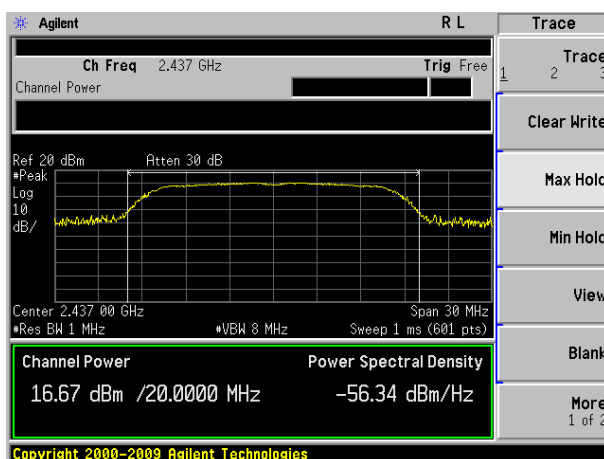 Agilent R L Trace
Ch Freq 2.437 GHz Trig Free
Channel Power
Ref 20 dBm Atten 30 dB
#Peak
Log
10
dB/
Center 2.437 00 GHz Span 30 MHz
#Res BW 1 MHz #VBW 8 MHz Sweep 1 ms (601 pts)
Channel Power Power Spectral Density
16.67 dBm /20.0000 MHz -56.34 dBm/Hz
Copyright 2000-2009 Agilent Technologies
Trace
1 2 3
Clear Write
Max Hold
Min Hold
View
Blank
More
1 of 2